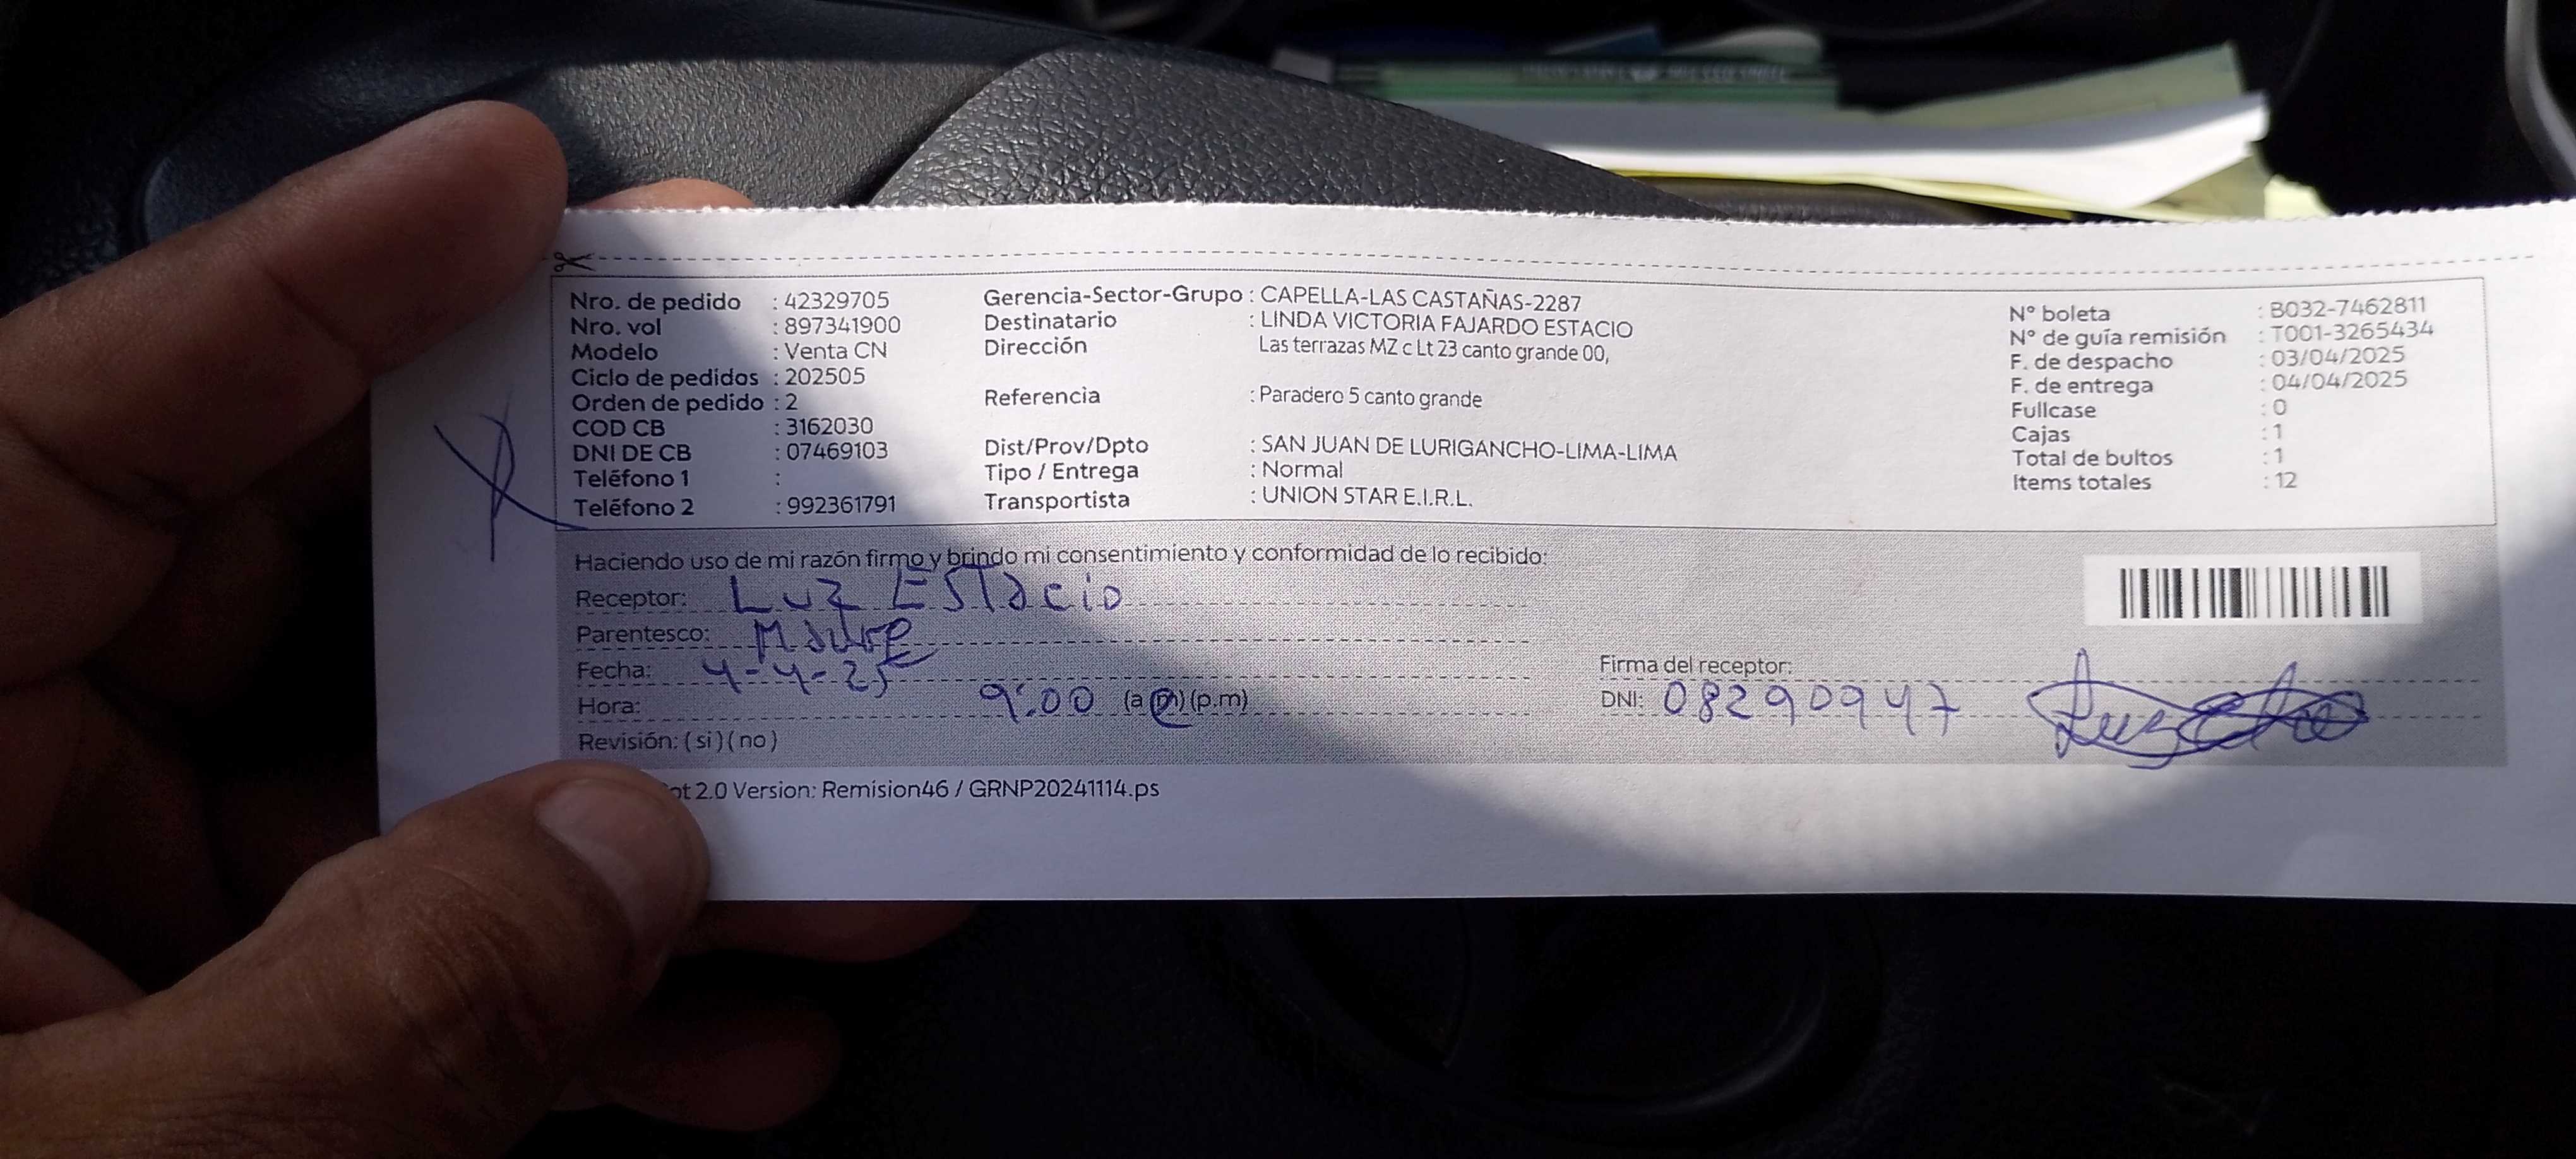 Nro. de pedido : 42329705
Nro. vol : 897341900
Modelo : Venta CN
Ciclo de pedidos : 202505
Orden de pedido : 2
COD CB : 3162030
DNI DE CB : 07469103
Teléfono 1 :
Teléfono 2 : 992361791
Gerencia-Sector-Grupo : CAPELLA-LAS CASTAÑAS-2287
Destinatario : LINDA VICTORIA FAJARDO ESTACIO
Dirección Las terrazas MZ c Lt 23 canto grande 00,
Referencia : Paradero 5 canto grande
Dist/Prov/Dpto : SAN JUAN DE LURIGANCHO-LIMA-LIMA
Tipo / Entrega : Normal
Transportista : UNION STAR E.I.R.L.
N° boleta : B032-7462811
N° de guía remisión : T001-3265434
F. de despacho : 03/04/2025
F. de entrega : 04/04/2025
Fullcase : 0
Cajas : 1
Total de bultos : 1
Items totales : 12
Haciendo uso de mi razón firmo y brindo mi consentimiento y conformidad de lo recibido:
Receptor: Luz Estacio
Parentesco: Madre
Fecha: 4-4-25
Hora: 9:00 (a.m)(p.m)
Revisión: (si)(no)
Firma del receptor:
DNI: 08290947
ot 2.0 Version: Remision46 / GRNP20241114.ps